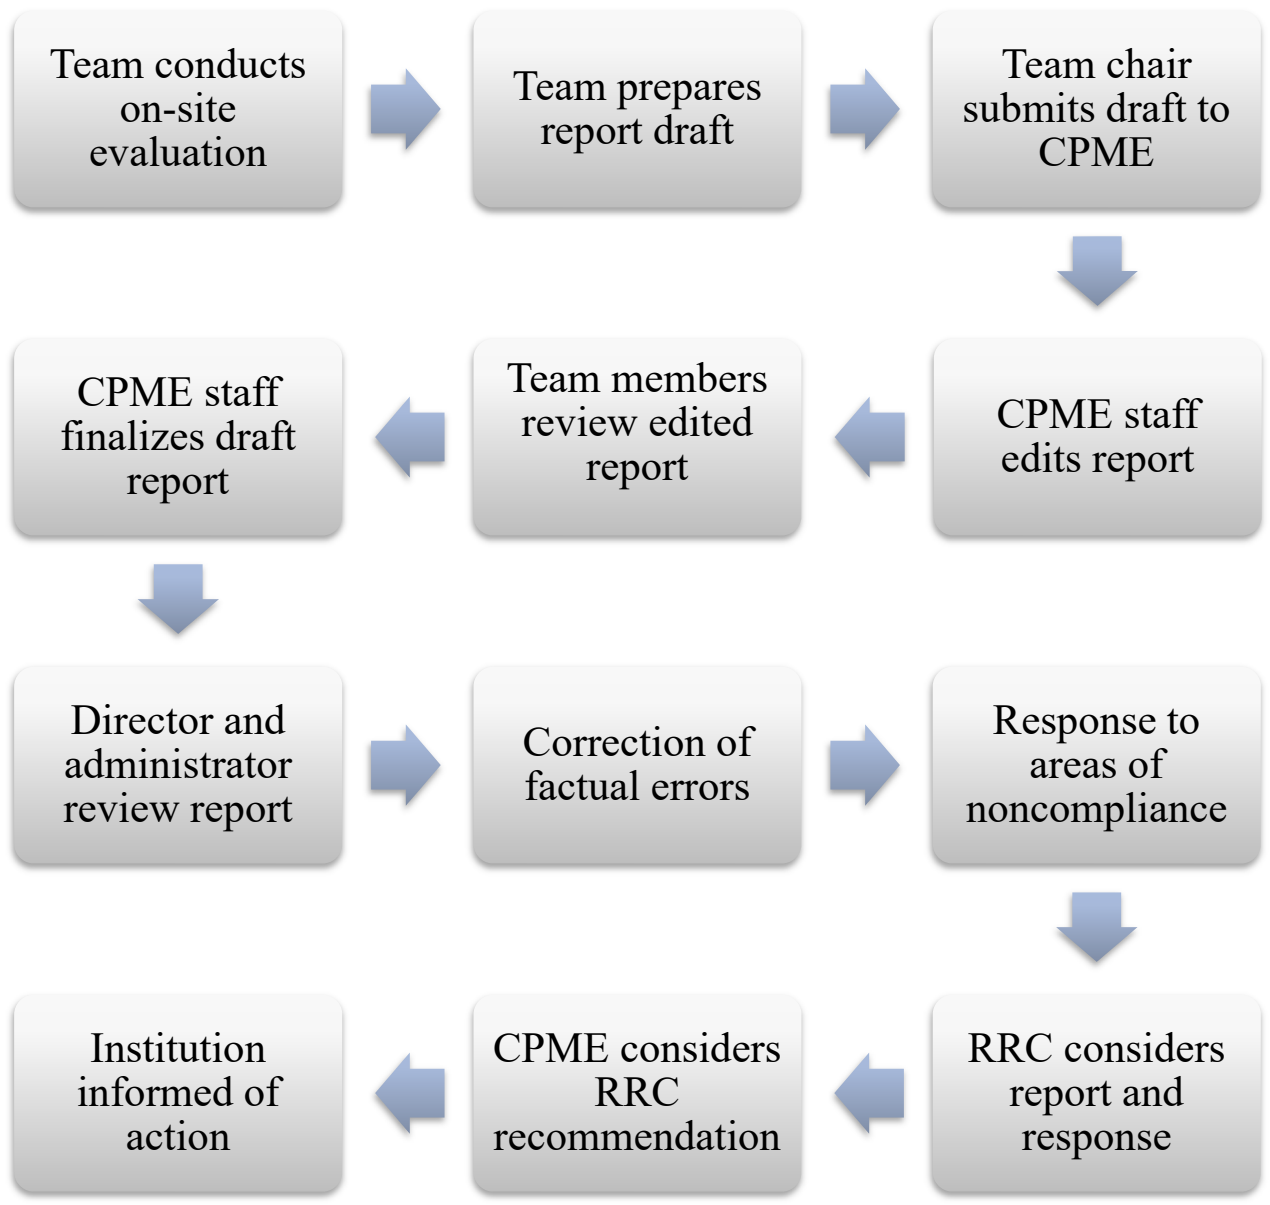 Team conducts
on-site
evaluation
Team prepares
report draft
Team chair
submits draft to
CPME
CPME staff
edits report
Team members
review edited
report
CPME staff
finalizes draft
report
Director and
administrator
review report
Correction of
factual errors
Response to
areas of
noncompliance
RRC considers
report and
response
CPME considers
RRC
recommendation
Institution
informed of
action